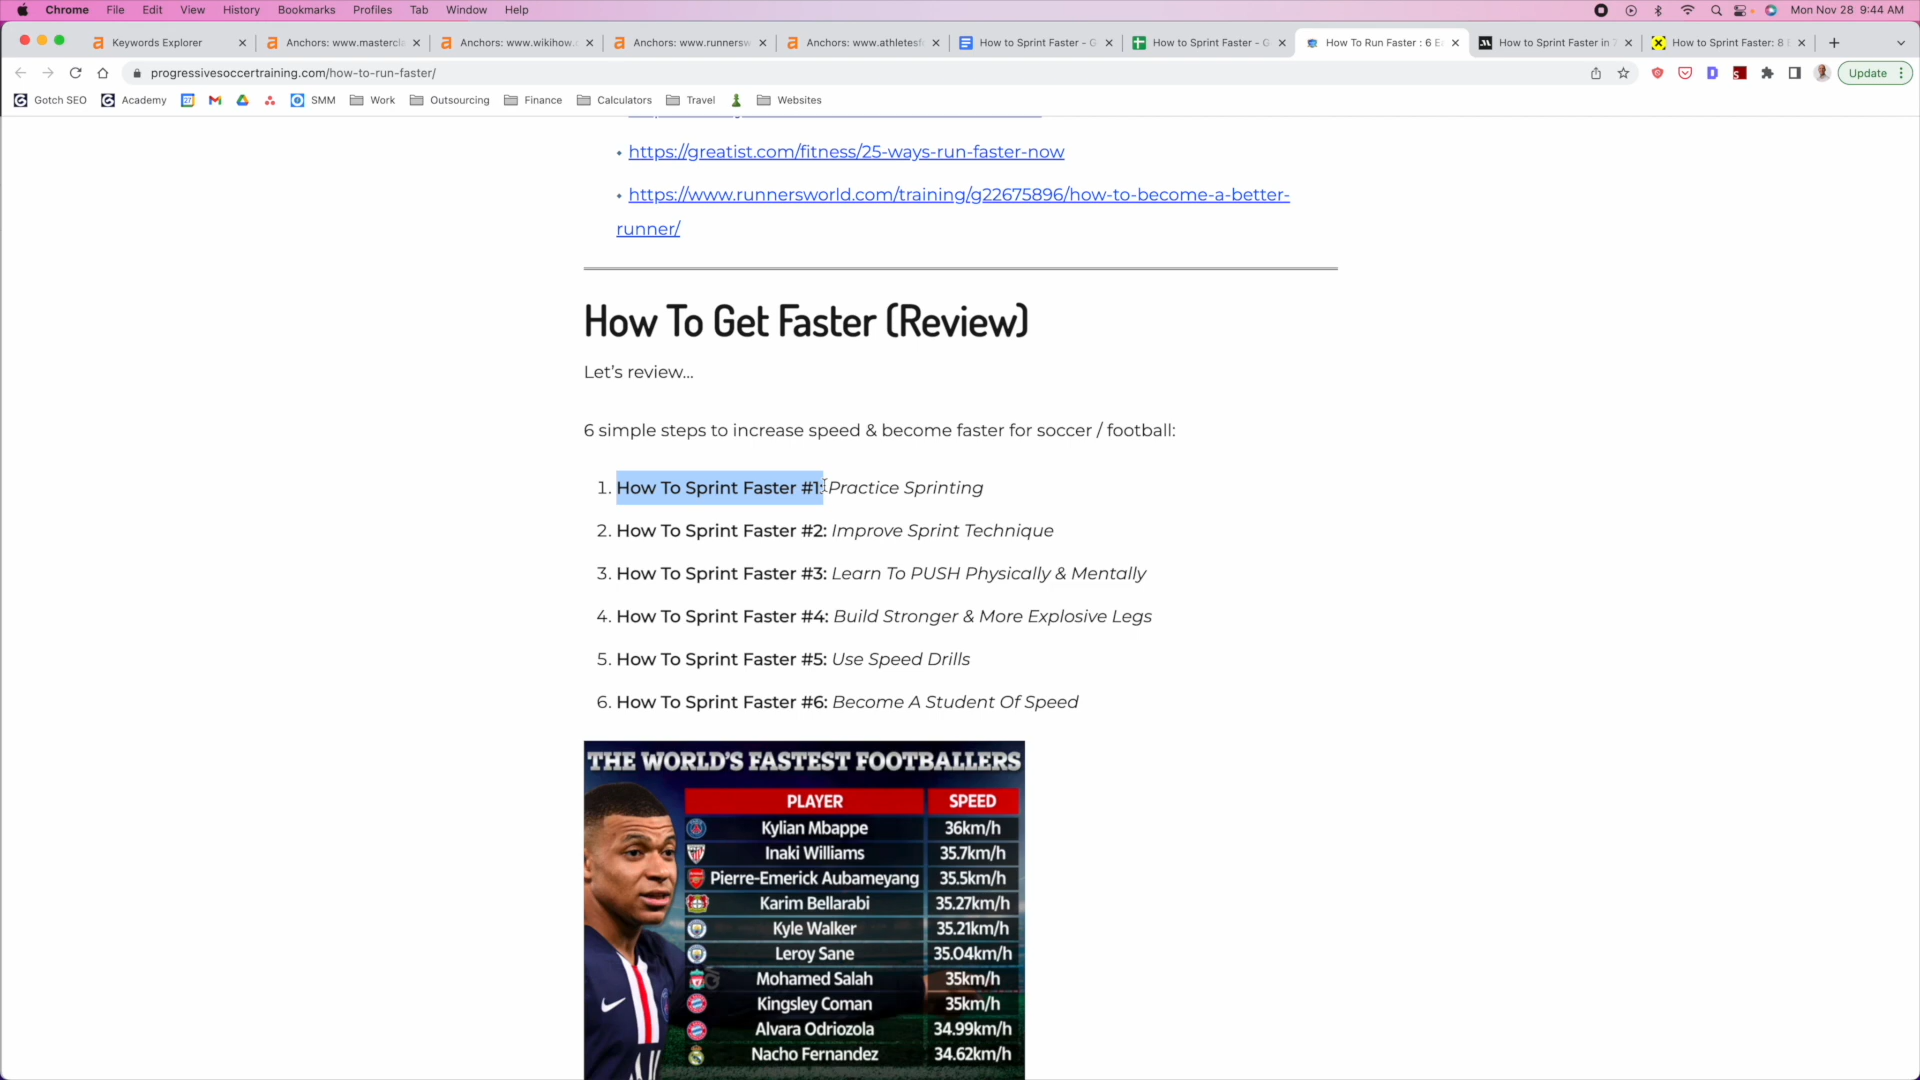 Chrome File Edit View History Bookmarks Profiles Tab Window Help Mon Nov 28 9:44 AM
Keywords Explorer Anchors: www.mastercl Anchors: www.wikihow. Anchors: www.runnersw Anchors: www.athletesf How to Sprint Faster - G How to Sprint Faster - G How To Run Faster : 6 E How to Sprint Faster in 7 How to Sprint Faster: 8 E
progressivesoccertraining.com/how-to-run-faster/ Update
Gotch SEO Academy SMM Work Outsourcing Finance Calculators Travel Websites
• https://greatist.com/fitness/25-ways-run-faster-now
• https://www.runnersworld.com/training/g22675896/how-to-become-a-better-
runner/
How To Get Faster (Review)
Let's review...
6 simple steps to increase speed & become faster for soccer / football:
1. How To Sprint Faster #1: Practice Sprinting
2. How To Sprint Faster #2: Improve Sprint Technique
3. How To Sprint Faster #3: Learn To PUSH Physically & Mentally
4. How To Sprint Faster #4: Build Stronger & More Explosive Legs
5. How To Sprint Faster #5: Use Speed Drills
6. How To Sprint Faster #6: Become A Student Of Speed
THE WORLD'S FASTEST FOOTBALLERS
PLAYER SPEED
Kylian Mbappe 36km/h
Inaki Williams 35.7km/h
Pierre-Emerick Aubameyang 35.5km/h
Karim Bellarabi 35.27km/h
Kyle Walker 35.21km/h
Leroy Sane 35.04km/h
Mohamed Salah 35km/h
Kingsley Coman 35km/h
Alvara Odriozola 34.99km/h
Nacho Fernandez 34.62km/h